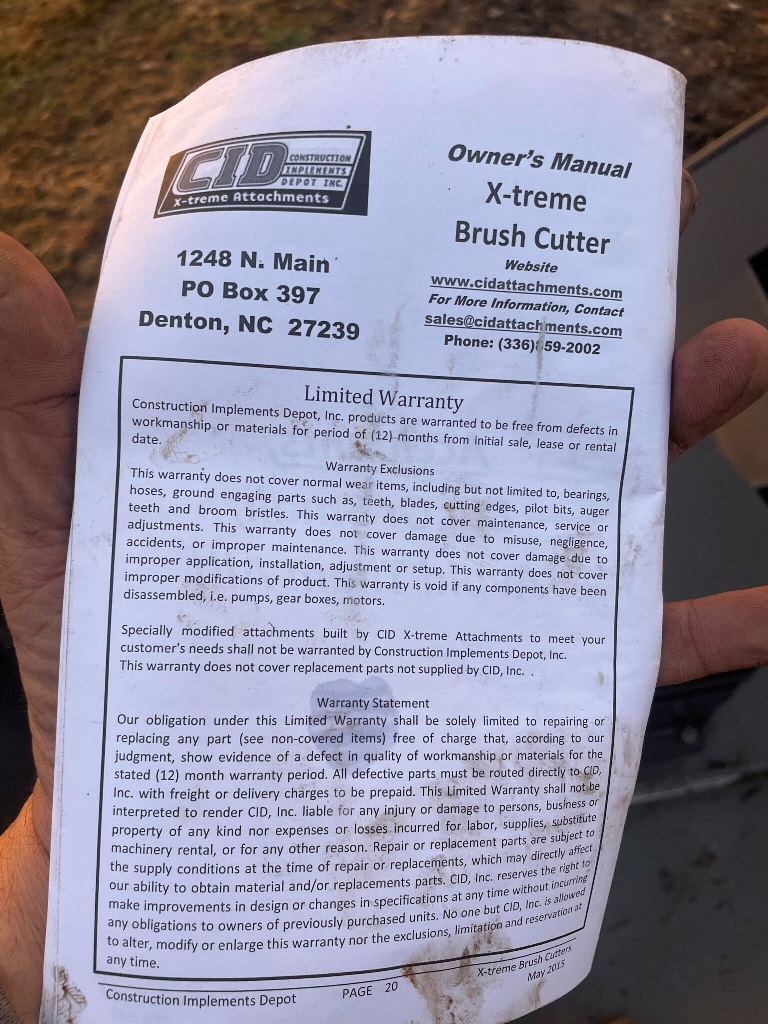 CID CONSTRUCTION
IMPLEMENTS
DEPOT INC.
X-treme Attachments
1248 N. Main
PO Box 397
Denton, NC 27239
Owner's Manual
X-treme
Brush Cutter
Website
www.cidattachments.com
For More Information, Contact
sales@cidattachments.com
Phone: (336)859-2002
Limited Warranty
Construction Implements Depot, Inc. products are warranted to be free from defects in
workmanship or materials for period of (12) months from initial sale, lease or rental
date.
Warranty Exclusions
This warranty does not cover normal wear items, including but not limited to, bearings,
hoses, ground engaging parts such as, teeth, blades, cutting edges, pilot bits, auger
teeth and broom bristles. This warranty does not cover maintenance, service or
adjustments. This warranty does not cover damage due to misuse, negligence,
accidents, or improper maintenance. This warranty does not cover damage due to
improper application, installation, adjustment or setup. This warranty does not cover
improper modifications of product. This warranty is void if any components have been
disassembled, i.e. pumps, gear boxes, motors.
Specially modified attachments built by CID X-treme Attachments to meet your
customer's needs shall not be warranted by Construction Implements Depot, Inc.
This warranty does not cover replacement parts not supplied by CID, Inc. .
Warranty Statement
Our obligation under this Limited Warranty shall be solely limited to repairing or
replacing any part (see non-covered items) free of charge that, according to our
judgment, show evidence of a defect in quality of workmanship or materials for the
stated (12) month warranty period. All defective parts must be routed directly to CID,
Inc. with freight or delivery charges to be prepaid. This Limited Warranty shall not be
interpreted to render CID, Inc. liable for any injury or damage to persons, business or
property of any kind nor expenses or losses incurred for labor, supplies, substitute
machinery rental, or for any other reason. Repair or replacement parts are subject to
the supply conditions at the time of repair or replacements, which may directly affect
our ability to obtain material and/or replacements parts. CID, Inc. reserves the right to
make improvements in design or changes in specifications at any time without incurring
any obligations to owners of previously purchased units. No one but CID, Inc. is allowed
to alter, modify or enlarge this warranty nor the exclusions, limitation and reservation at
any time.
Construction Implements Depot
PAGE 20
X-treme Brush Cutters
May 2015